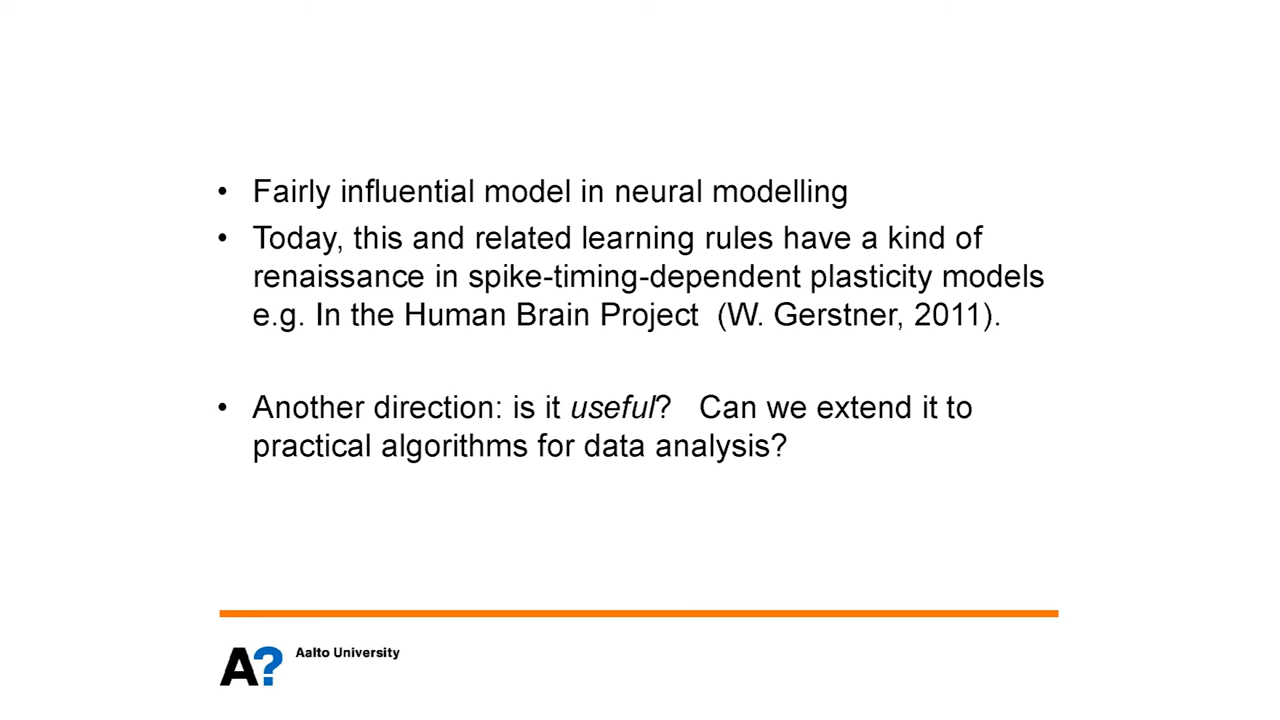 • Fairly influential model in neural modelling
• Today, this and related learning rules have a kind of
renaissance in spike-timing-dependent plasticity models
e.g. In the Human Brain Project (W. Gerstner, 2011).
• Another direction: is it useful? Can we extend it to
practical algorithms for data analysis?
A? Aalto University